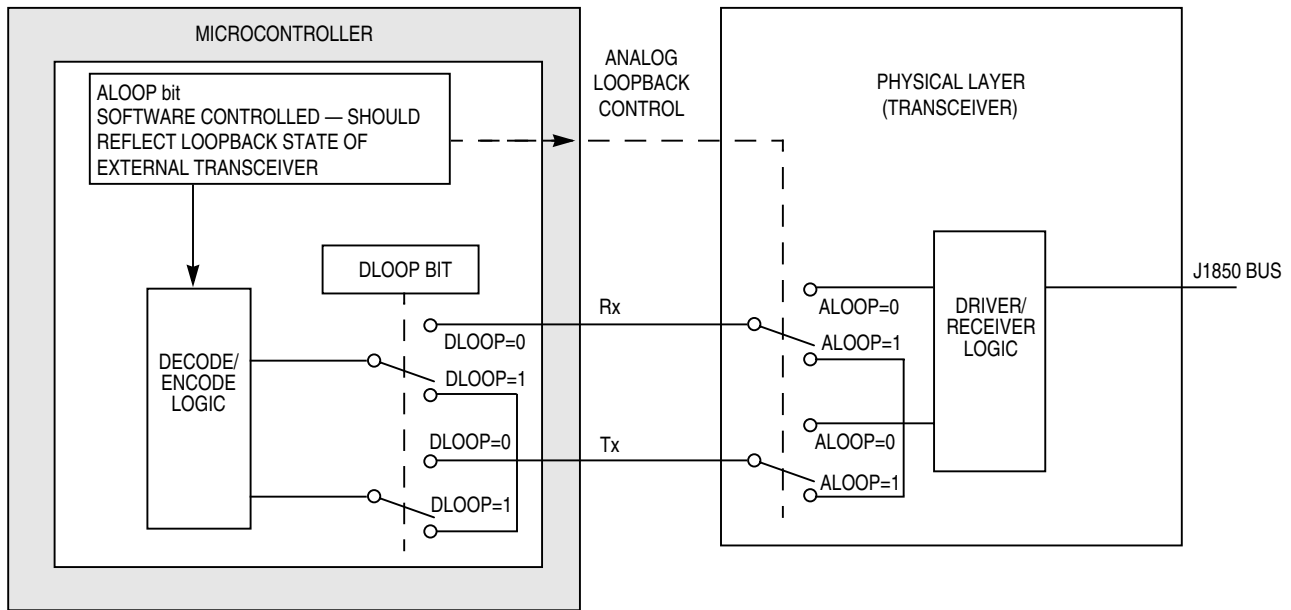 MICROCONTROLLER
ALOOP bit
SOFTWARE CONTROLLED — SHOULD
REFLECT LOOPBACK STATE OF
EXTERNAL TRANSCEIVER
ANALOG
LOOPBACK
CONTROL
PHYSICAL LAYER
(TRANSCEIVER)
DLOOP BIT
DECODE/
ENCODE
LOGIC
DLOOP=0
DLOOP=1
DLOOP=0
DLOOP=1
Rx
Tx
ALOOP=0
ALOOP=1
ALOOP=0
ALOOP=1
DRIVER/
RECEIVER
LOGIC
J1850 BUS